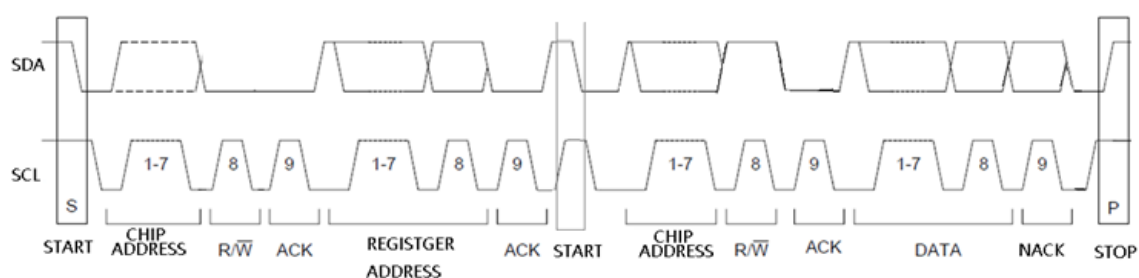 SDA
SCL
1-7 8 9 1-7 8 9 1-7 8 9 1-7 8 9
S P
START CHIP ADDRESS R/W̅ ACK REGISTGER ADDRESS ACK START CHIP ADDRESS R/W̅ ACK DATA NACK STOP